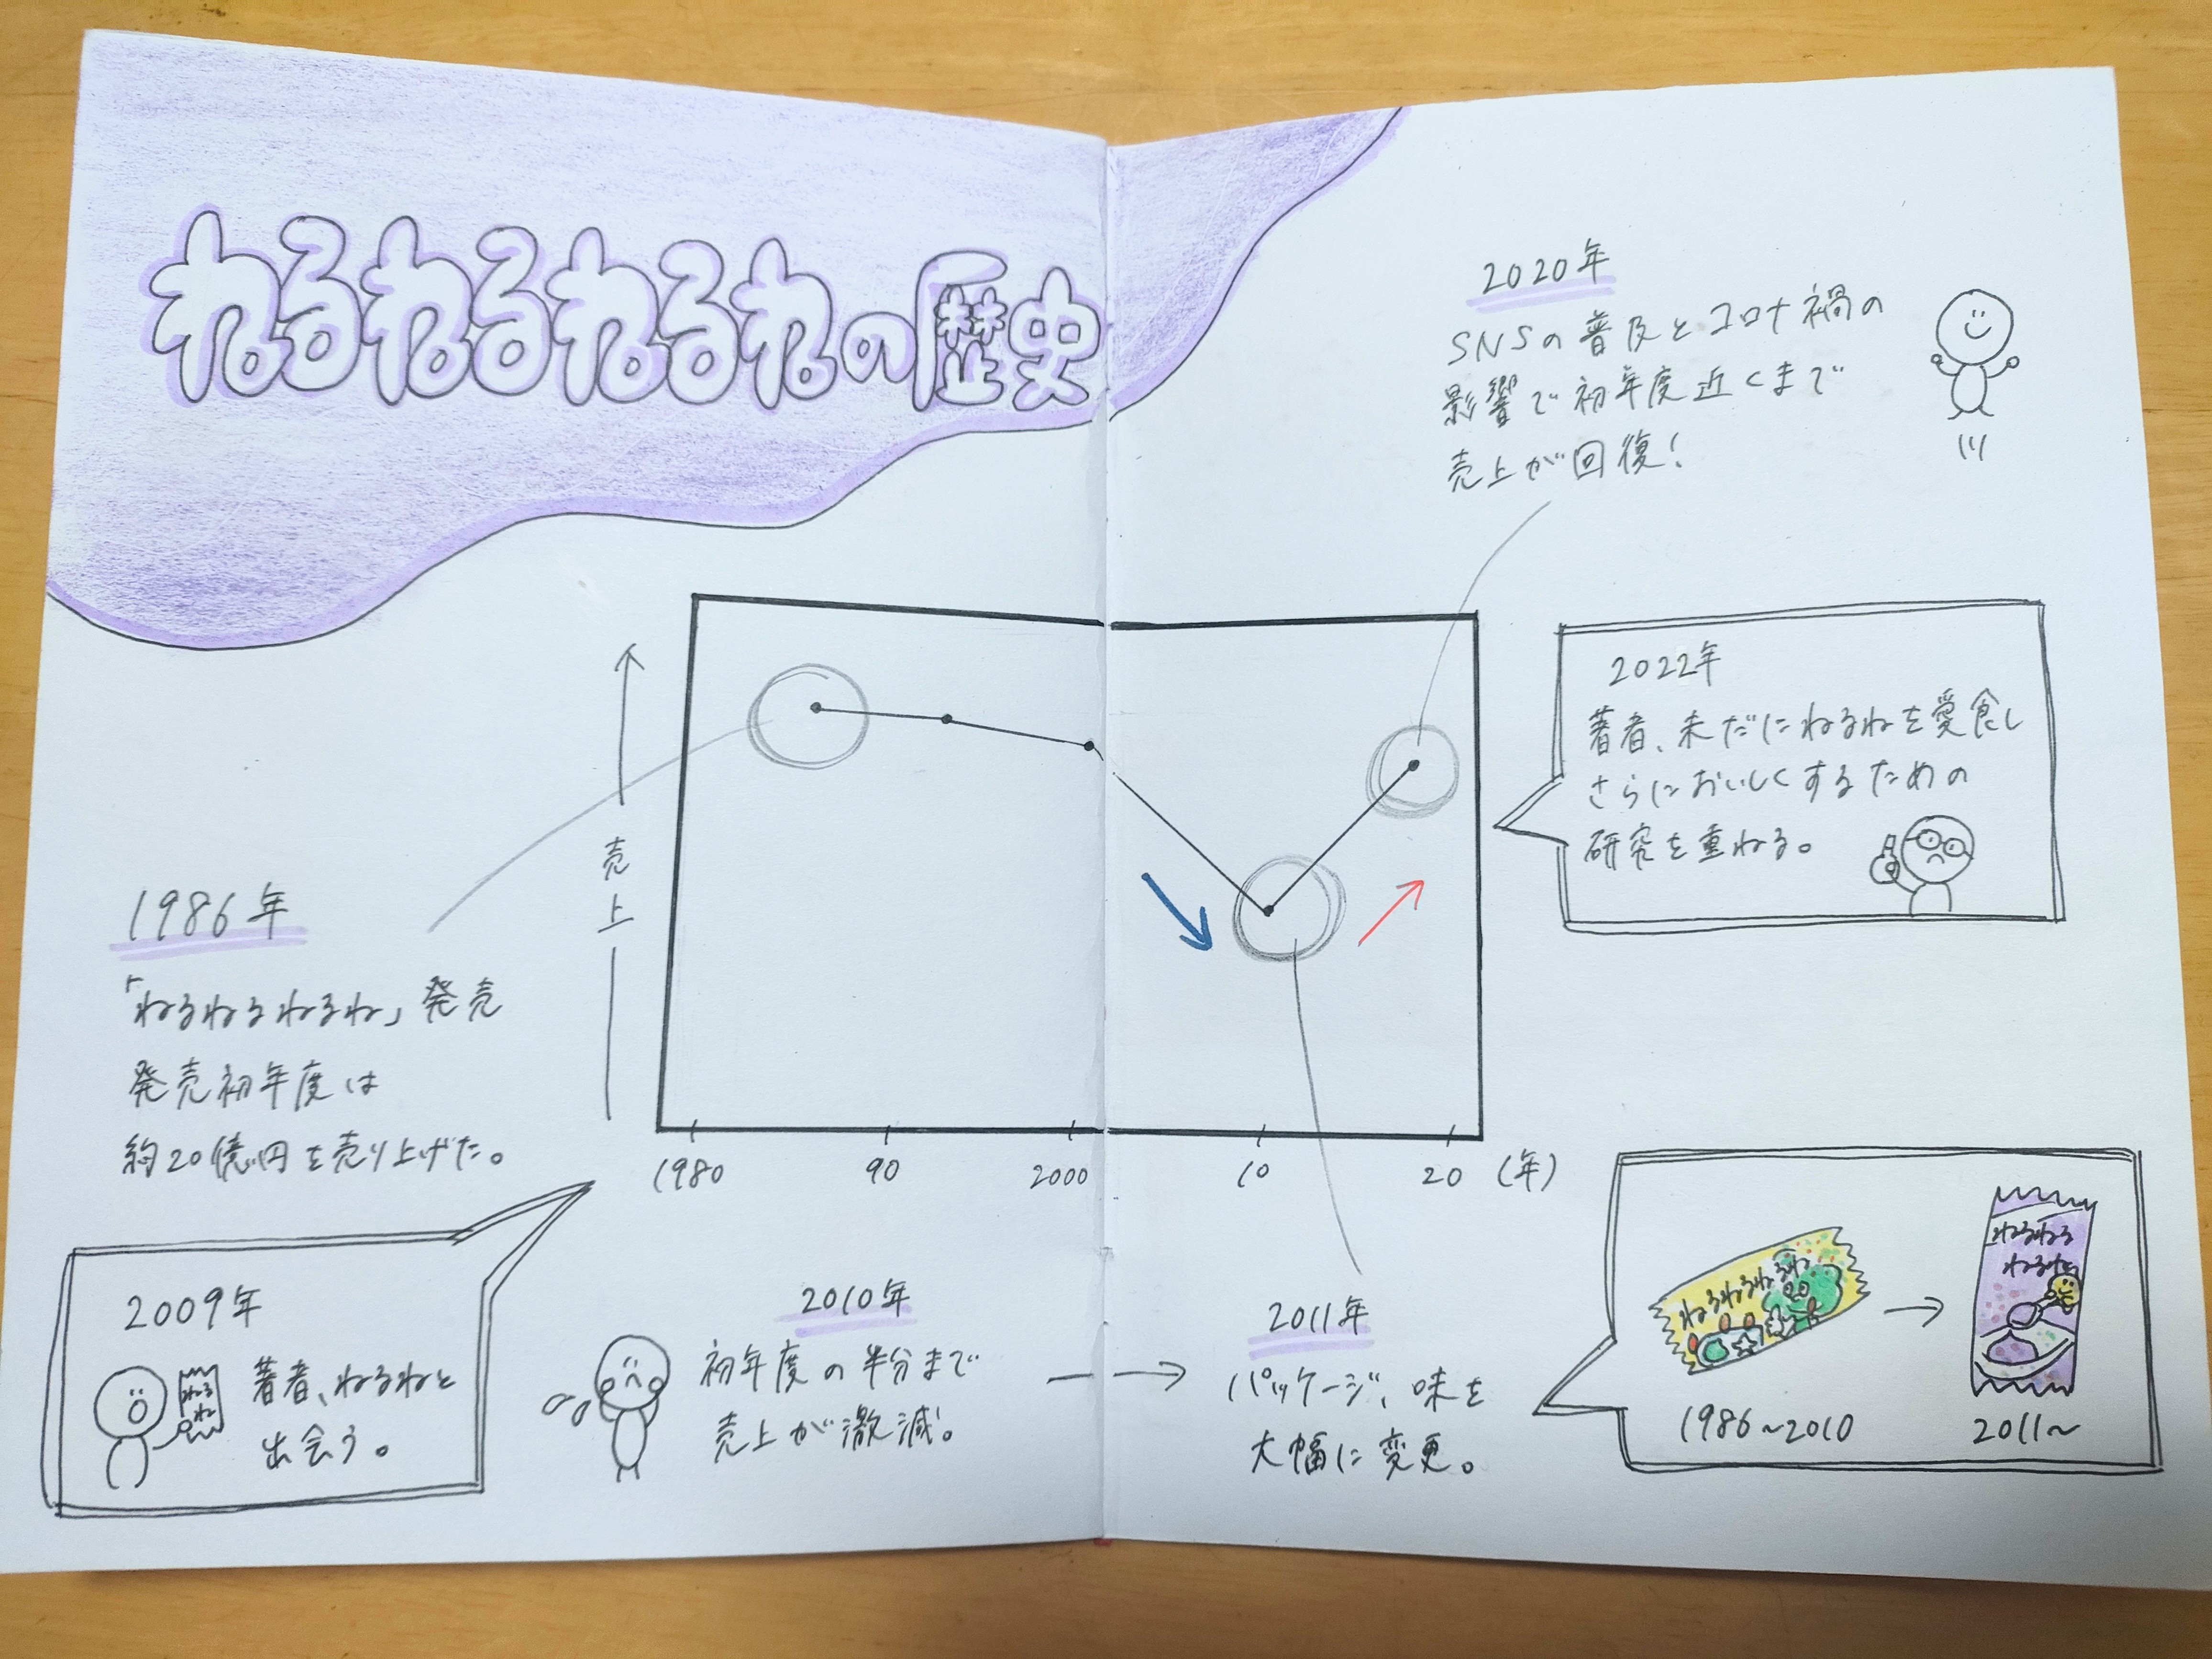 ねるねるねるねの歴史
2020年
SNSの普及とコロナ禍の
影響で初年度近くまで
売上が回復!
2022年
著者、未だにねるねを愛食し
さらにおいしくするための
研究を重ねる。
売上
1986年
「ねるねるねるね」発売
発売初年度は
約20億円を売り上げた。
1980 90 2000 10 20 (年)
2009年
著者、ねるねと
出会う。
ねる
ね
2010年
初年度の半分まで
売上が激減。
2011年
パッケージ、味を
大幅に変更。
ねるねるねるね
1986~2010
ねるねる
ねるね
2011~